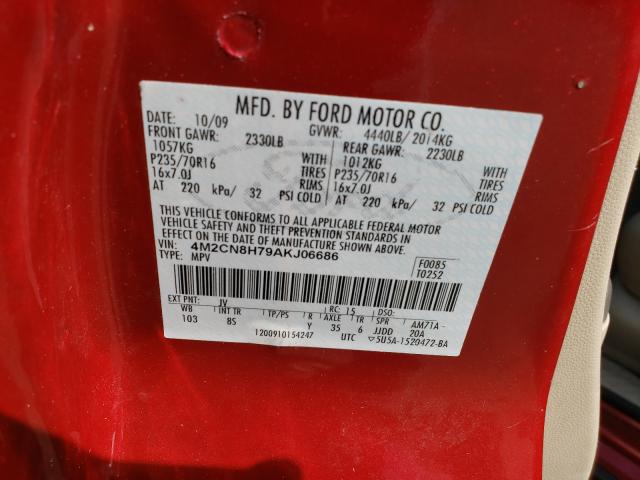 MFD. BY FORD MOTOR CO.
DATE: 10/09 GVWR: 4440LB/ 2014KG
FRONT GAWR: 2330LB REAR GAWR: 2230LB
1057KG WITH 1012KG WITH
P235/70R16 TIRES P235/70R16 TIRES
16x7.0J RIMS 16x7.0J RIMS
AT 220 kPa/ 32 PSI COLD AT 220 kPa/ 32 PSI COLD
THIS VEHICLE CONFORMS TO ALL APPLICABLE FEDERAL MOTOR
VEHICLE SAFETY AND THEFT PREVENTION STANDARDS IN
EFFECT ON THE DATE OF MANUFACTURE SHOWN ABOVE.
VIN: 4M2CN8H79AKJ06686 F0085
TYPE: MPV T0252
EXT PNT: JV RC: 15 DSO:
WB INT TR TP/PS R AXLE TR SPR AM71A -
103 8S Y 35 6 JJDD 20A
1200910154247 UTC ▽5U5A-1520472-BA